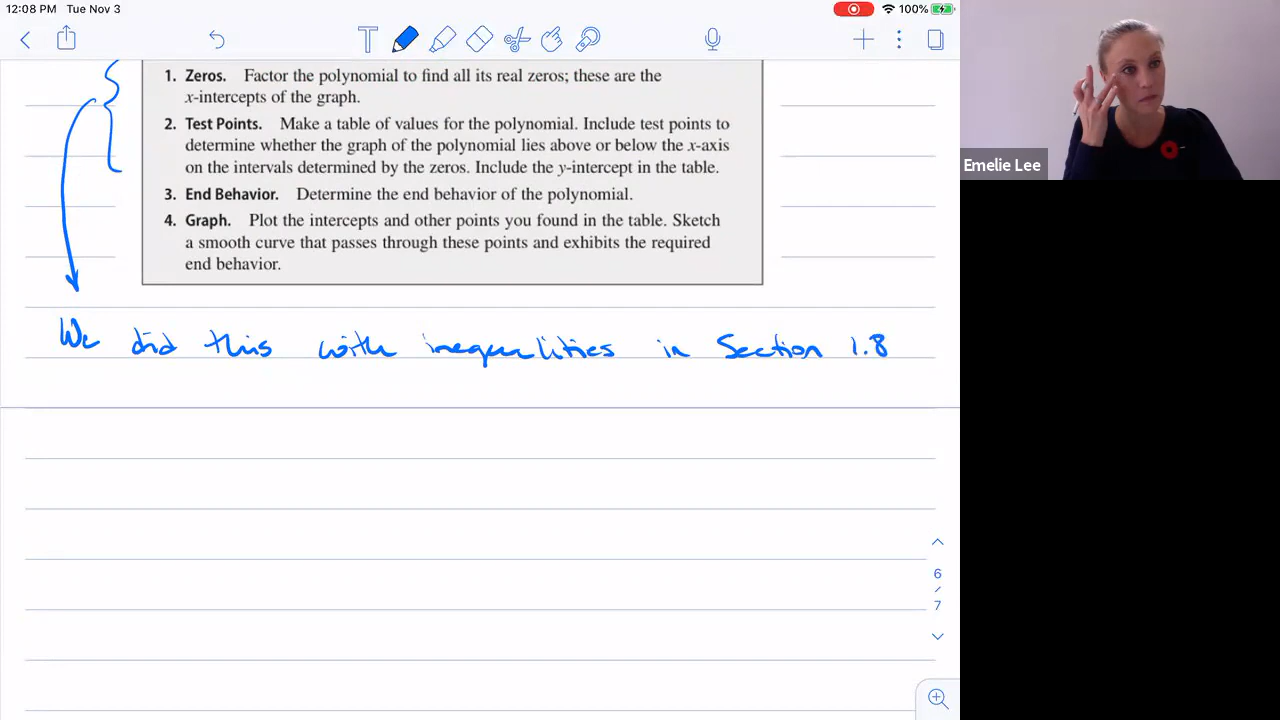 12:08 PM Tue Nov 3
100%
1. Zeros. Factor the polynomial to find all its real zeros; these are the
x-intercepts of the graph.
2. Test Points. Make a table of values for the polynomial. Include test points to
determine whether the graph of the polynomial lies above or below the x-axis
on the intervals determined by the zeros. Include the y-intercept in the table.
3. End Behavior. Determine the end behavior of the polynomial.
4. Graph. Plot the intercepts and other points you found in the table. Sketch
a smooth curve that passes through these points and exhibits the required
end behavior.
We did this with inequalities in Section 1.8
6
/
7
Emelie Lee